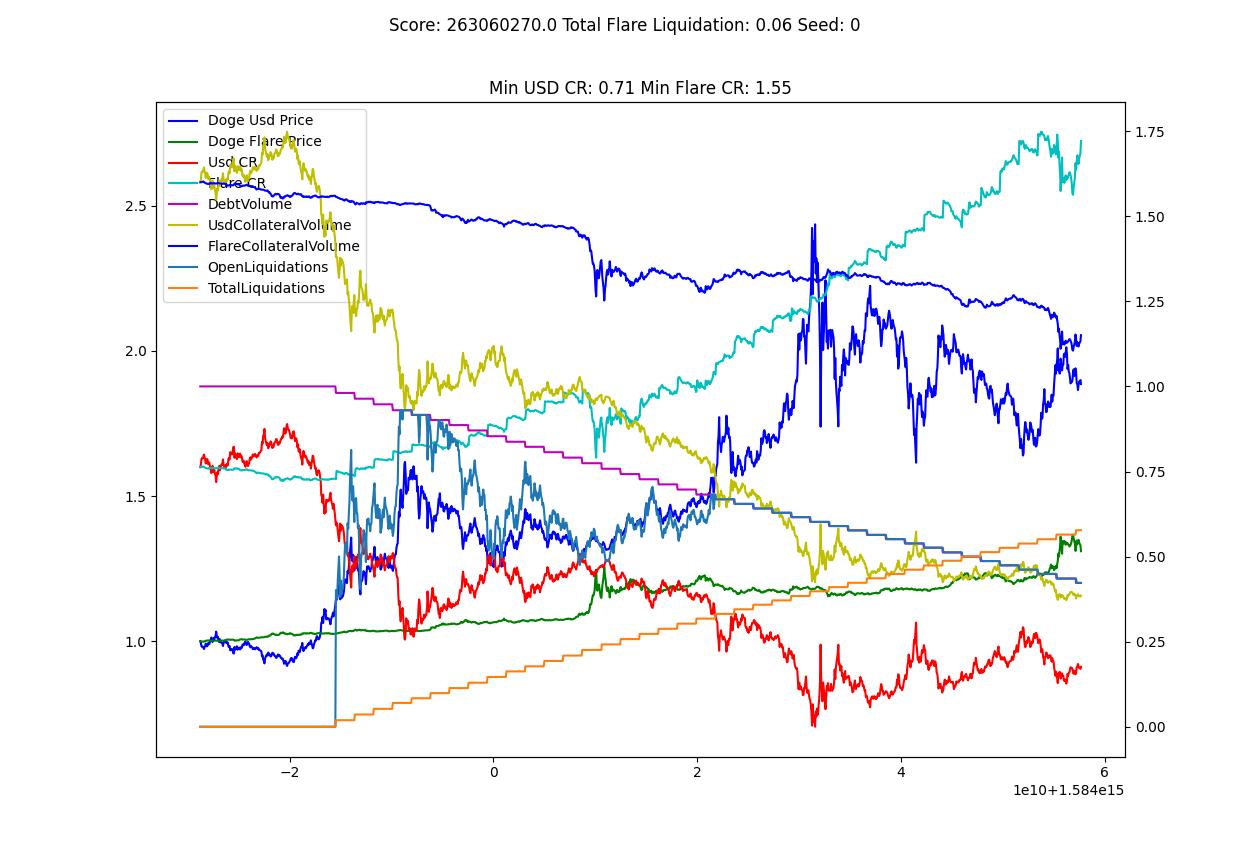 Score: 263060270.0 Total Flare Liquidation: 0.06 Seed: 0
Min USD CR: 0.71 Min Flare CR: 1.55
Doge Usd Price
Doge Flare Price
Usd CR
Flare CR
DebtVolume
UsdCollateralVolume
FlareCollateralVolume
OpenLiquidations
TotalLiquidations
2.5
2.0
1.5
1.0
1.75
1.50
1.25
1.00
0.75
0.50
0.25
0.00
−2
0
2
4
6
1e10+1.584e15